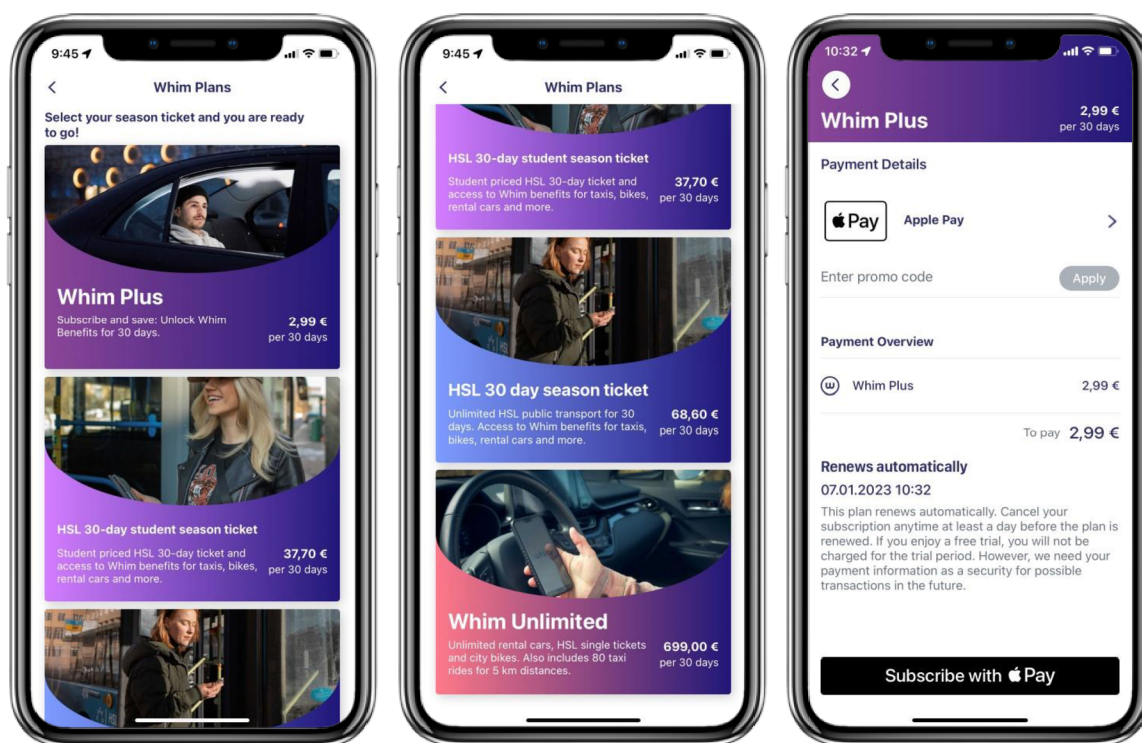 9:45
Whim Plans
Select your season ticket and you are ready
to go!
Whim Plus
Subscribe and save: Unlock Whim
Benefits for 30 days.
2,99 €
per 30 days
HSL 30-day student season ticket
Student priced HSL 30-day ticket and
access to Whim benefits for taxis, bikes,
rental cars and more.
37,70 €
per 30 days
9:45
Whim Plans
HSL 30-day student season ticket
Student priced HSL 30-day ticket and
access to Whim benefits for taxis, bikes,
rental cars and more.
37,70 €
per 30 days
HSL 30 day season ticket
Unlimited HSL public transport for 30
days. Access to Whim benefits for taxis,
bikes, rental cars and more.
68,60 €
per 30 days
Whim Unlimited
Unlimited rental cars, HSL single tickets
and city bikes. Also includes 80 taxi
rides for 5 km distances.
699,00 €
per 30 days
10:32
Whim Plus
2,99 €
per 30 days
Payment Details
Pay
Apple Pay
Enter promo code
Apply
Payment Overview
Whim Plus
2,99 €
To pay 2,99 €
Renews automatically
07.01.2023 10:32
This plan renews automatically. Cancel your
subscription anytime at least a day before the plan is
renewed. If you enjoy a free trial, you will not be
charged for the trial period. However, we need your
payment information as a security for possible
transactions in the future.
Subscribe with Pay